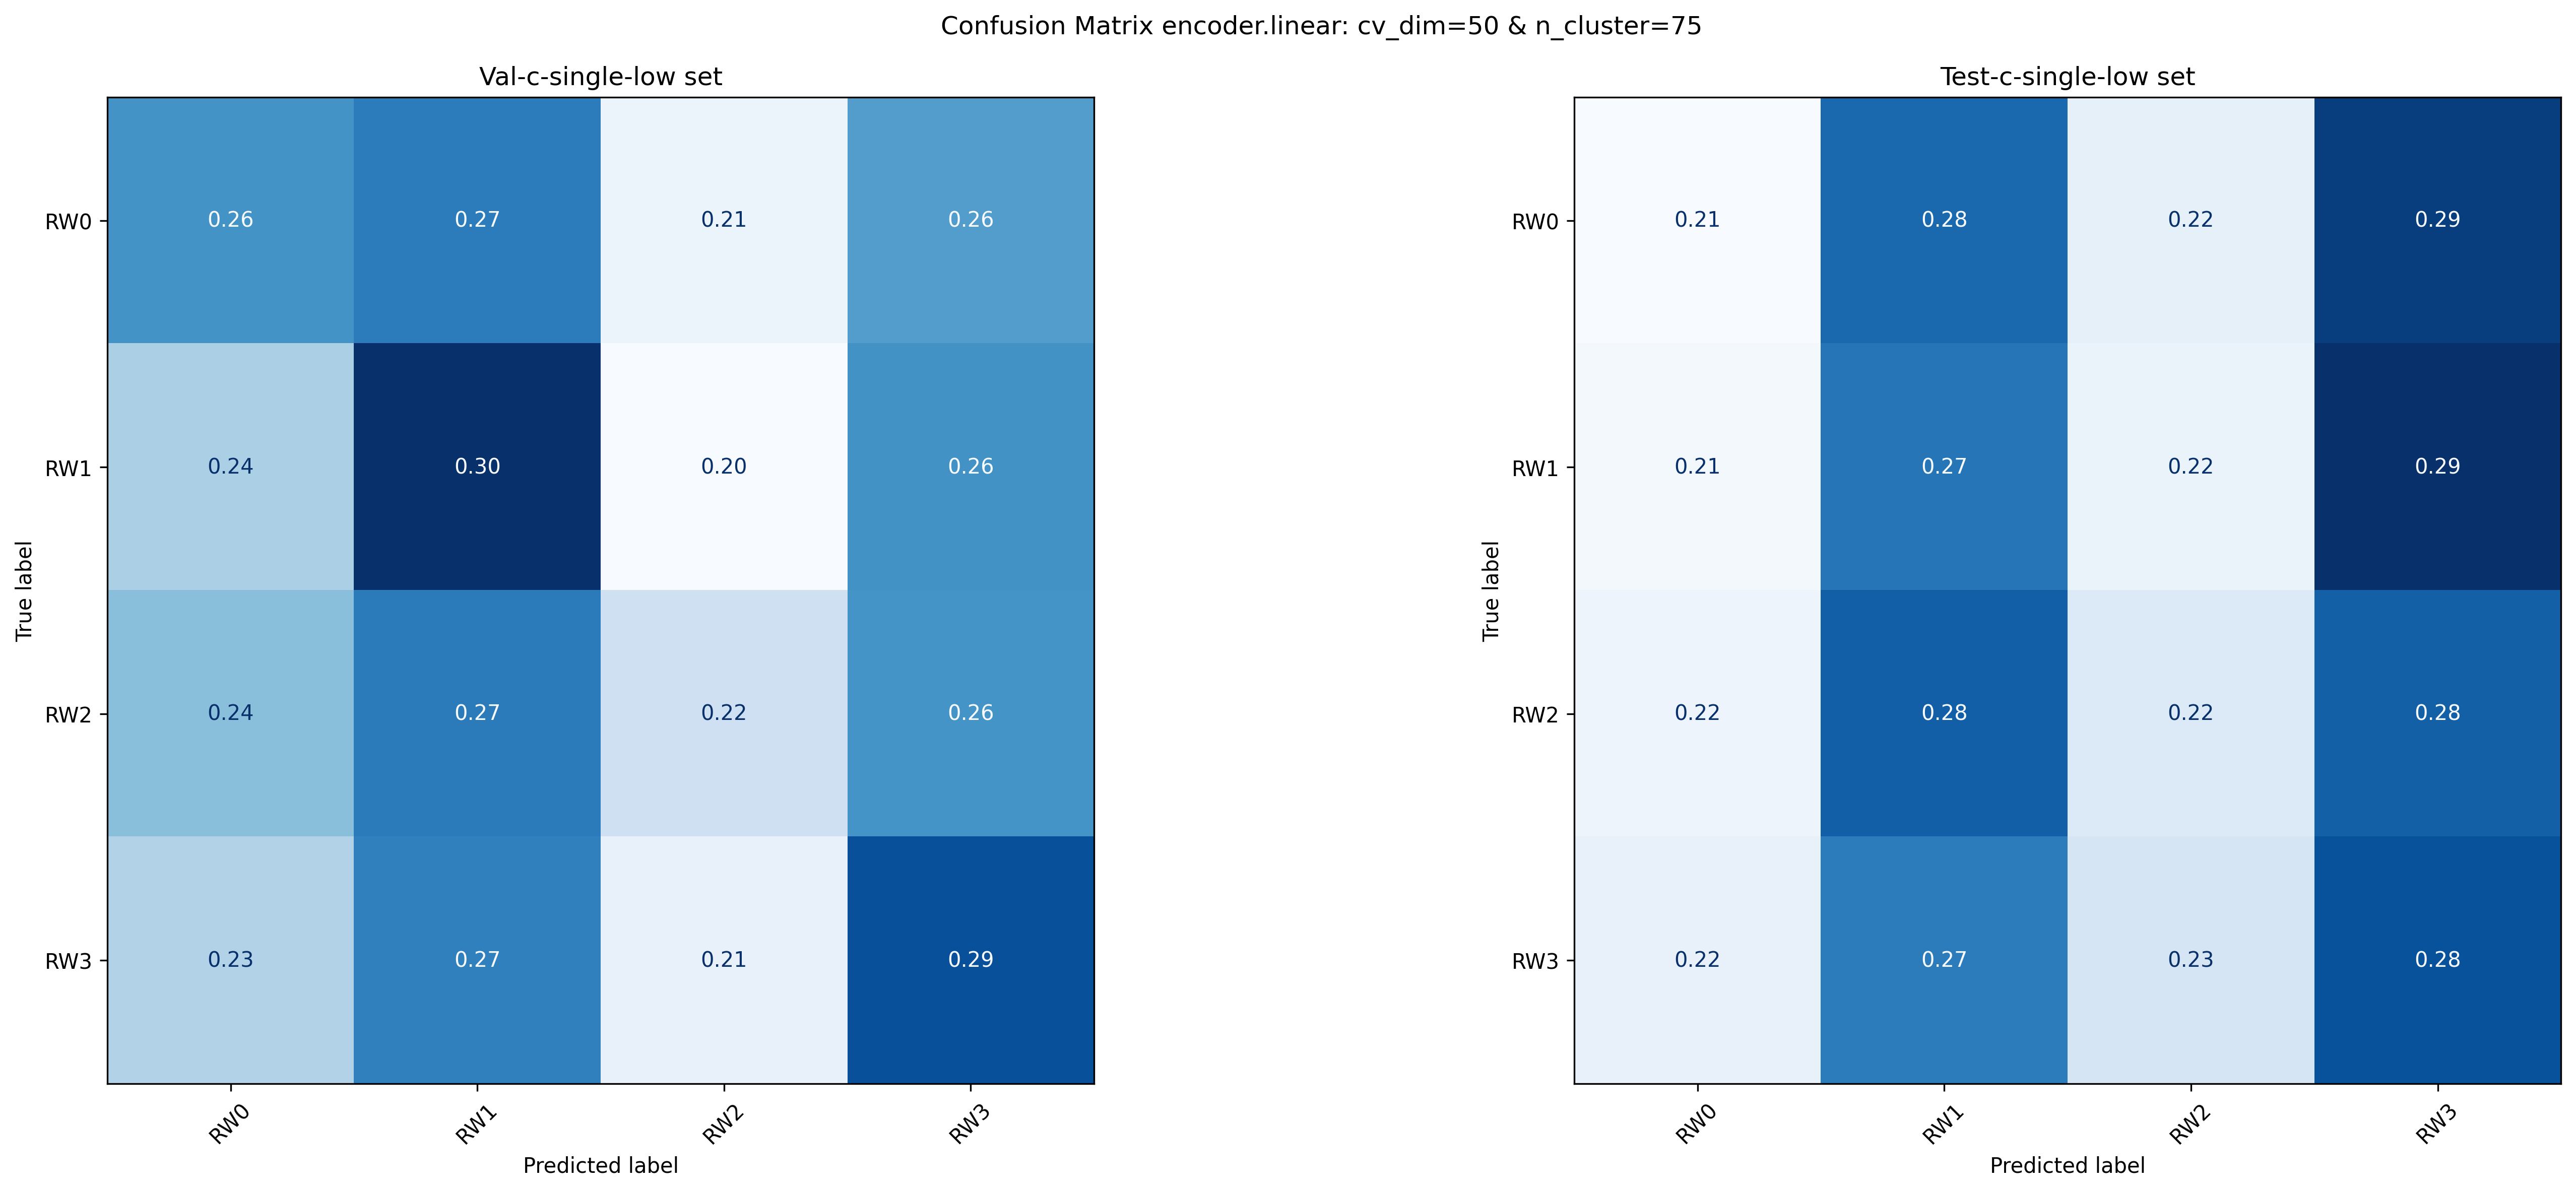 Confusion Matrix encoder.linear: cv_dim=50 & n_cluster=75
Val-c-single-low set
True label
RW0 0.26 0.27 0.21 0.26
RW1 0.24 0.30 0.20 0.26
RW2 0.24 0.27 0.22 0.26
RW3 0.23 0.27 0.21 0.29
RW0 RW1 RW2 RW3
Predicted label
Test-c-single-low set
True label
RW0 0.21 0.28 0.22 0.29
RW1 0.21 0.27 0.22 0.29
RW2 0.22 0.28 0.22 0.28
RW3 0.22 0.27 0.23 0.28
RW0 RW1 RW2 RW3
Predicted label